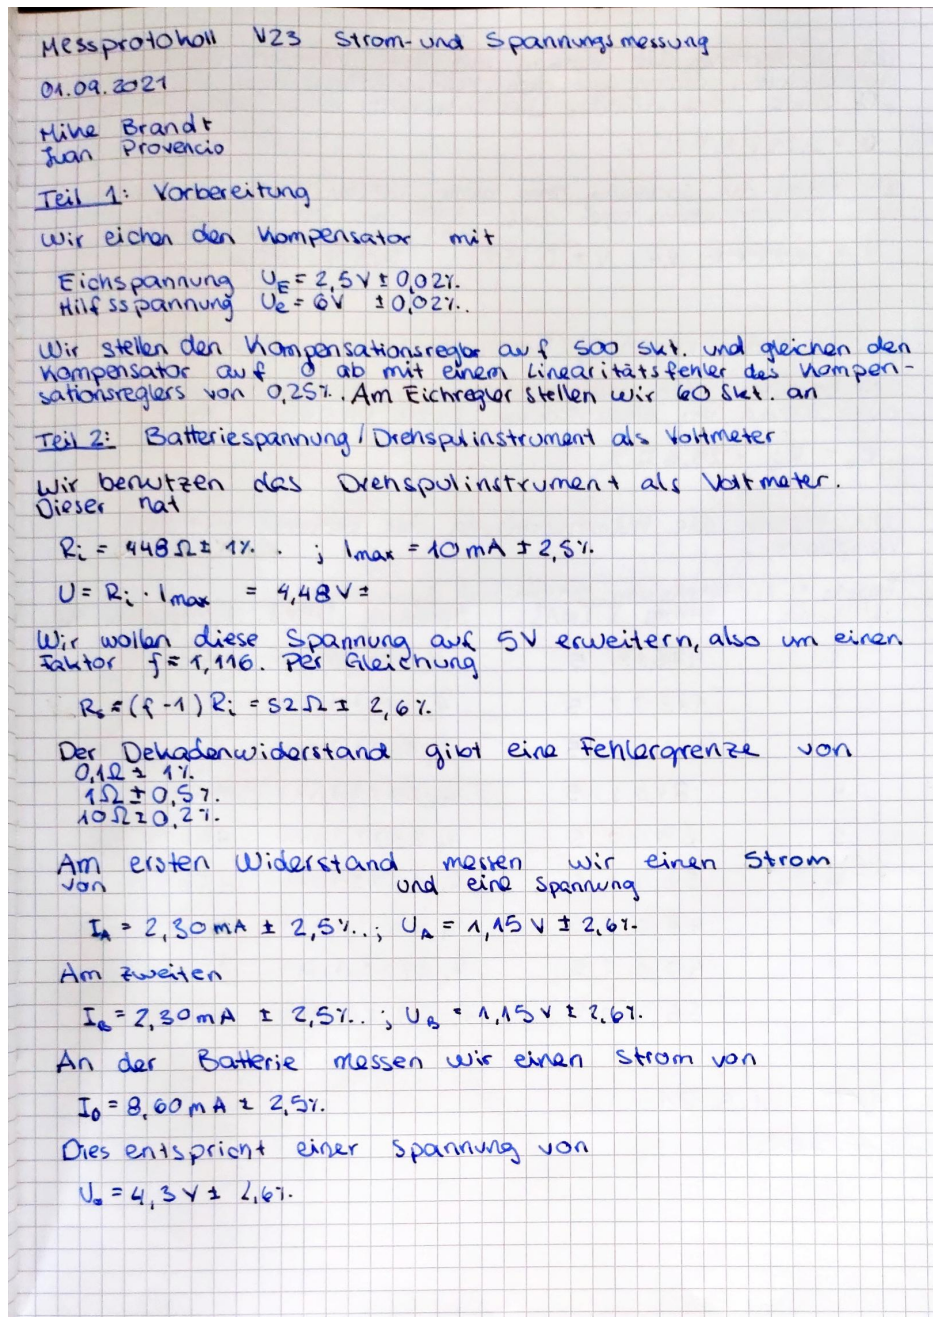 Messprotokoll V23 Strom- und Spannungsmessung
01.09.2021
Mike Brandt
Juan Provencio
Teil 1: Vorbereitung
Wir eichen den Kompensator mit
Eichspannung U_E = 2,5 V ± 0,02%.
Hilfsspannung U_e = 6V ± 0,02%.
Wir stellen den Kompensationsregler auf 500 Skt. und gleichen den
Kompensator auf 0 ab mit einem Linearitätsfehler des Kompen-
sationsreglers von 0,25%. Am Eichregler stellen wir 60 Skt. an
Teil 2: Batteriespannung / Drehspulinstrument als Voltmeter
Wir benutzen das Drehspulinstrument als Voltmeter.
Dieser hat
R_i = 448 Ω ± 1%. ; I_max = 10 mA ± 2,5%.
U = R_i · I_max = 4,48 V ±
Wir wollen diese Spannung auf 5V erweitern, also um einen
Faktor f = 1,116. Per Gleichung
R_s = (f - 1) R_i = 52 Ω ± 2,6%.
Der Dekadenwiderstand gibt eine Fehlergrenze von
0,1Ω ± 1%.
1Ω ± 0,5%.
10Ω ± 0,2%.
Am ersten Widerstand messen wir einen Strom
von und eine Spannung
I_A = 2,30 mA ± 2,5%. ; U_A = 1,15 V ± 2,6%.
Am zweiten
I_B = 2,30 mA ± 2,5%. ; U_B = 1,15 V ± 2,6%.
An der Batterie messen wir einen Strom von
I_0 = 8,60 mA ± 2,5%.
Dies entspricht einer Spannung von
U_0 = 4,3 V ± 2,6%.